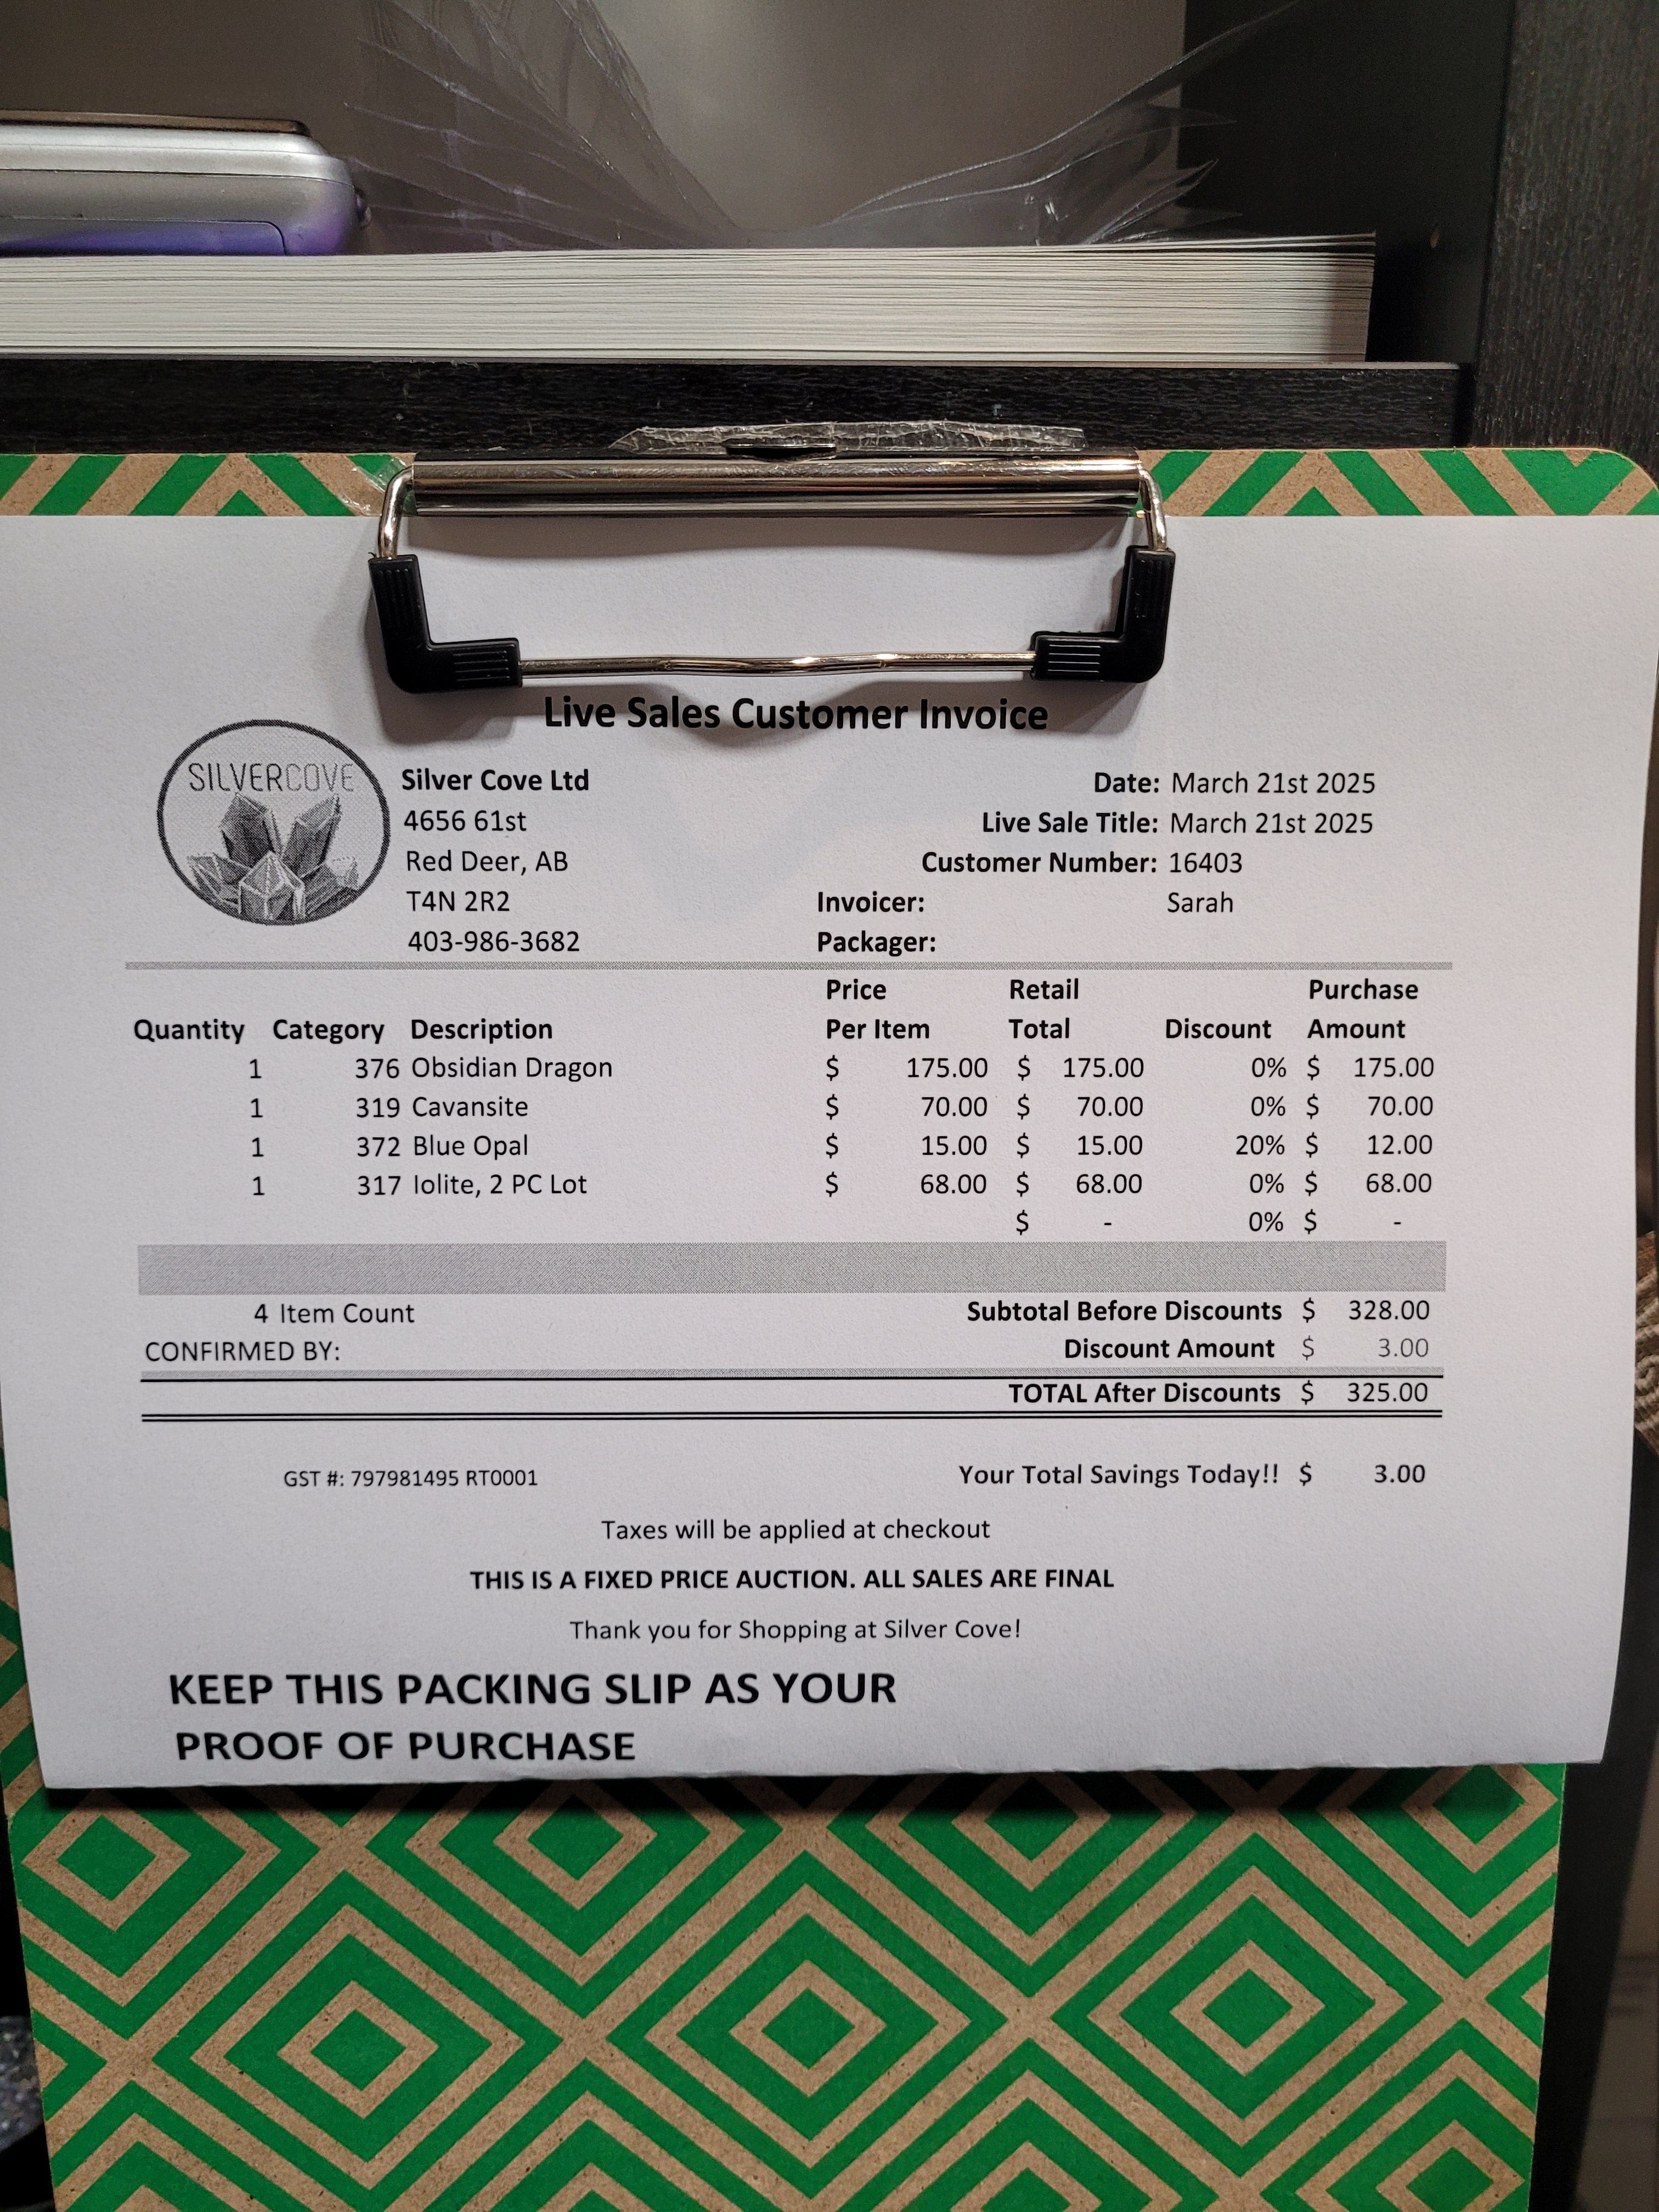 Live Sales Customer Invoice
SILVERCOVE
Silver Cove Ltd
4656 61st
Red Deer, AB
T4N 2R2
403-986-3682
Date: March 21st 2025
Live Sale Title: March 21st 2025
Customer Number: 16403
Invoicer: Sarah
Packager:
Price Retail Purchase
Quantity Category Description Per Item Total Discount Amount
1 376 Obsidian Dragon $ 175.00 $ 175.00 0% $ 175.00
1 319 Cavansite $ 70.00 $ 70.00 0% $ 70.00
1 372 Blue Opal $ 15.00 $ 15.00 20% $ 12.00
1 317 Iolite, 2 PC Lot $ 68.00 $ 68.00 0% $ 68.00
$ - 0% $ -
4 Item Count Subtotal Before Discounts $ 328.00
CONFIRMED BY: Discount Amount $ 3.00
TOTAL After Discounts $ 325.00
GST #: 797981495 RT0001 Your Total Savings Today!! $ 3.00
Taxes will be applied at checkout
THIS IS A FIXED PRICE AUCTION. ALL SALES ARE FINAL
Thank you for Shopping at Silver Cove!
KEEP THIS PACKING SLIP AS YOUR
PROOF OF PURCHASE